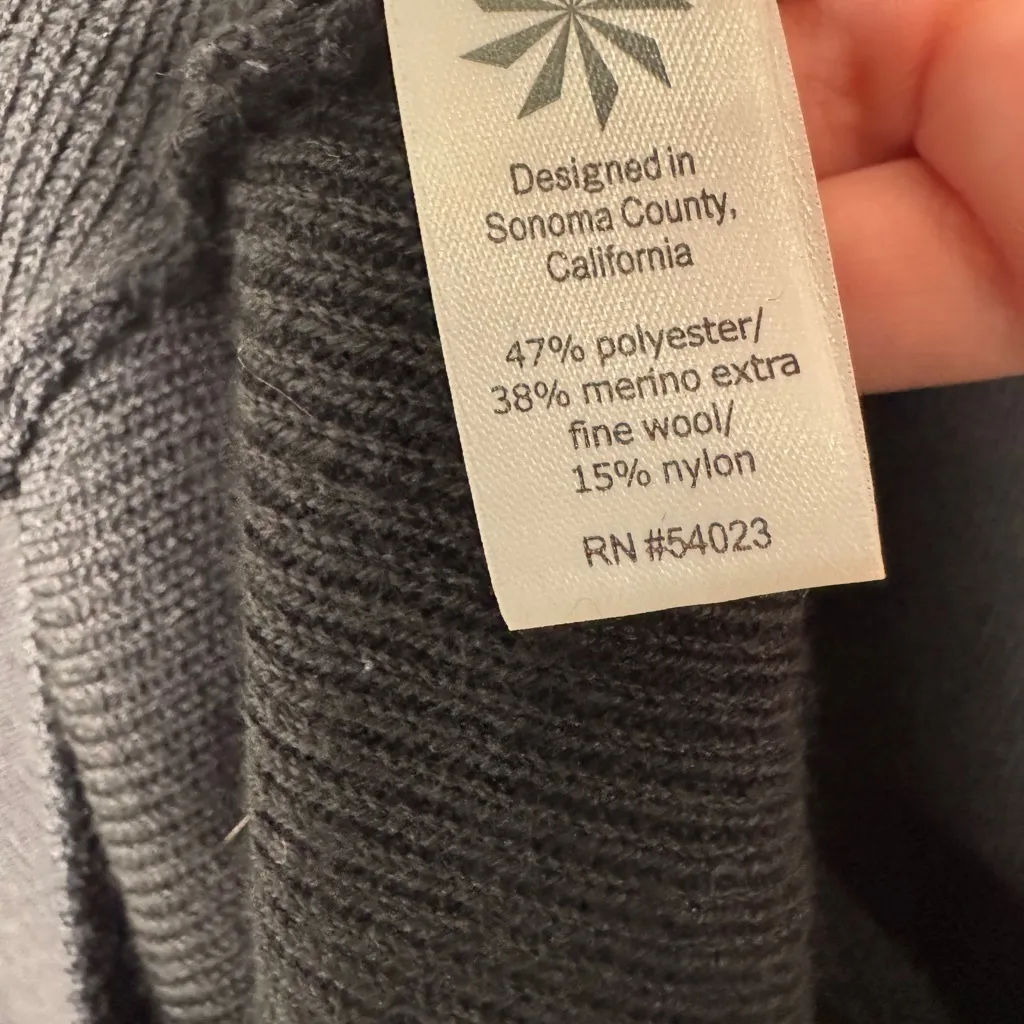 Designed in
Sonoma County,
California
47% polyester/
38% merino extra
fine wool/
15% nylon
RN #54023